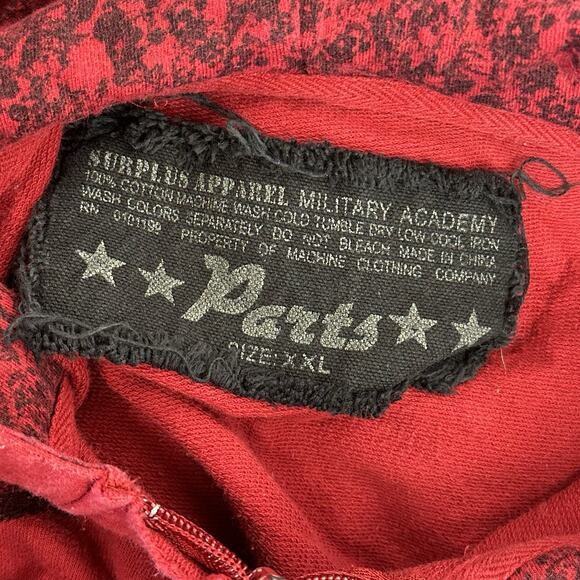 SURPLUS APPAREL MILITARY ACADEMY
100% COTTON MACHINE WASH COLD TUMBLE DRY LOW COOL IRON
WASH COLORS SEPARATELY DO NOT BLEACH MADE IN CHINA
RN 0101199 PROPERTY OF MACHINE CLOTHING COMPANY
Parts
SIZE: XXL